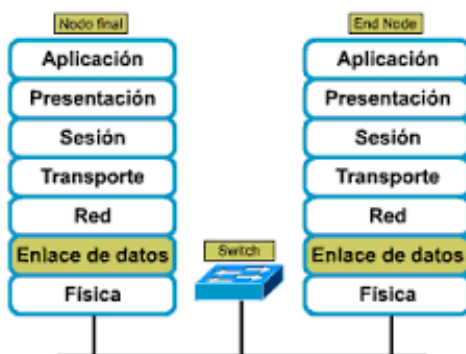 Nodo final
Aplicación
Presentación
Sesión
Transporte
Red
Enlace de datos
Física
Switch
End Node
Aplicación
Presentación
Sesión
Transporte
Red
Enlace de datos
Física